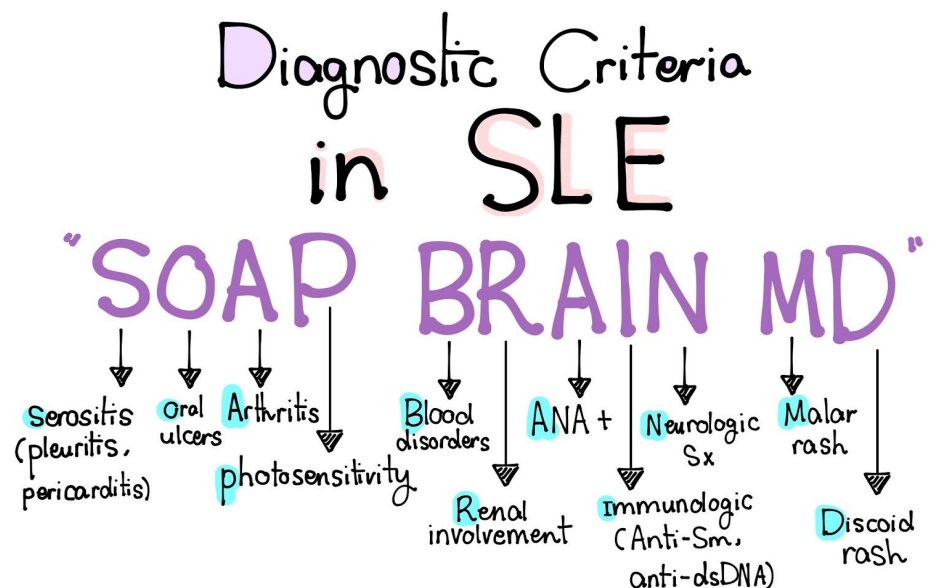 Diagnostic Criteria
in SLE
"SOAP BRAIN MD"
Serositis
(pleuritis,
pericarditis)
Oral
ulcers
Arthritis
photosensitivity
Blood
disorders
Renal
involvement
ANA +
Immunologic
(Anti-Sm,
anti-dsDNA)
Neurologic
Sx
Malar
rash
Discoid
rash